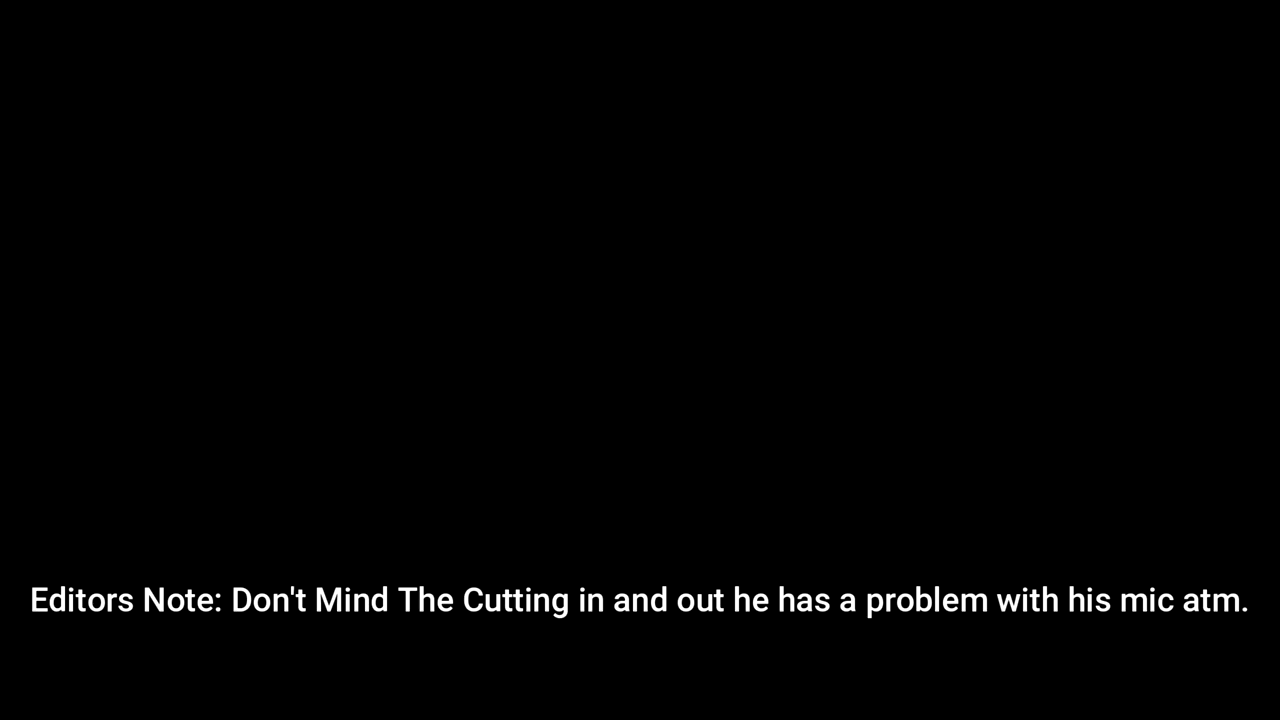 Editors Note: Don't Mind The Cutting in and out he has a problem with his mic atm.